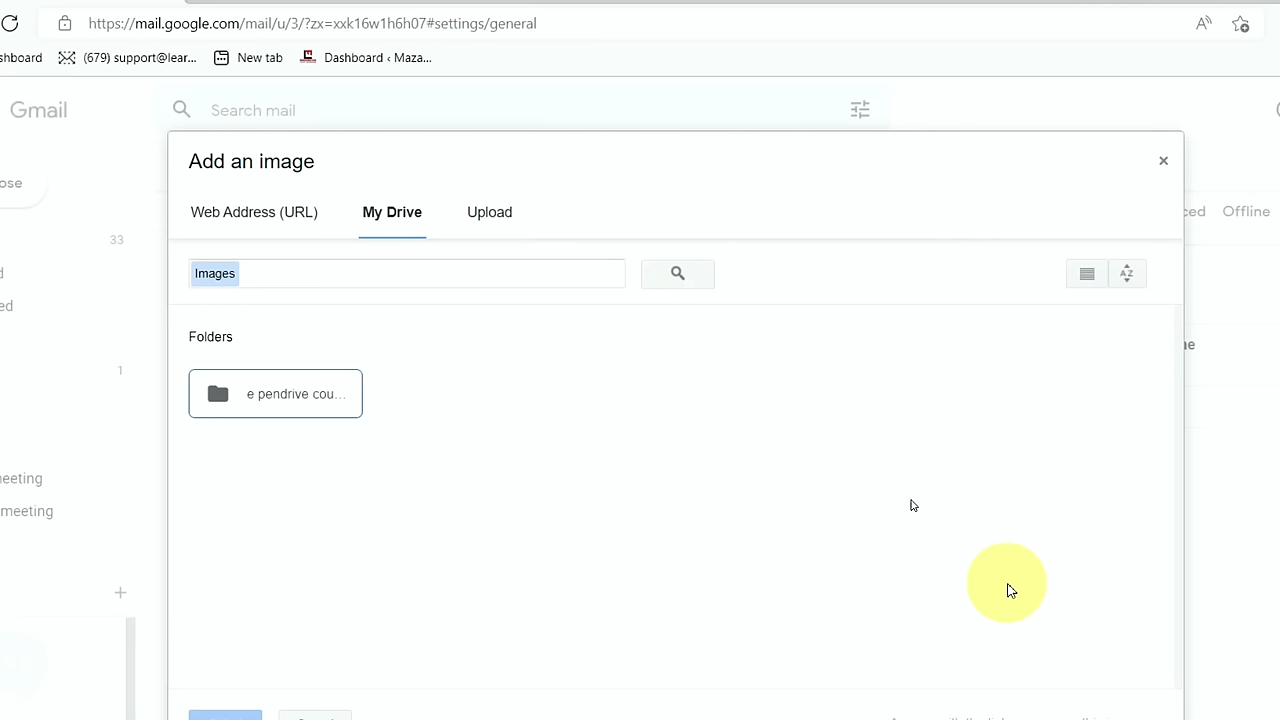 https://mail.google.com/mail/u/3/?zx=xxk16w1h6h07#settings/general
shboard (679) support@lear... New tab Dashboard ‹ Maza...
Gmail Search mail
Add an image
ose
Web Address (URL) My Drive Upload
ced Offline
33
Images
d
ed
Folders
ne
1
e pendrive cou...
neeting
meeting